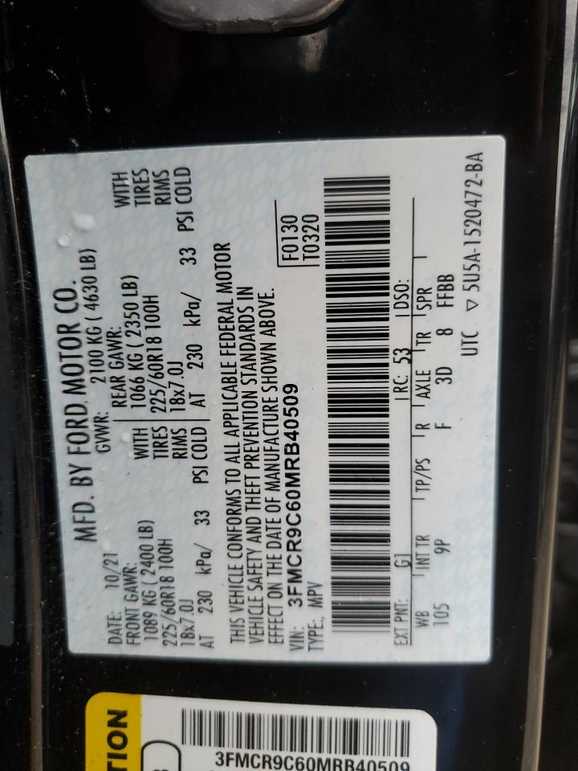 MFD. BY FORD MOTOR CO.
DATE: 10/21 GVWR: 2100 KG ( 4630 LB)
FRONT GAWR: REAR GAWR:
1089 KG ( 2400 LB) WITH 1066 KG ( 2350 LB) WITH
225/60R18 100H TIRES 225/60R18 100H TIRES
18x7.0J RIMS 18x7.0J RIMS
AT 230 kPa/ 33 PSI COLD AT 230 kPa/ 33 PSI COLD
THIS VEHICLE CONFORMS TO ALL APPLICABLE FEDERAL MOTOR
VEHICLE SAFETY AND THEFT PREVENTION STANDARDS IN
EFFECT ON THE DATE OF MANUFACTURE SHOWN ABOVE.
VIN: 3FMCR9C60MRB40509 F0130
TYPE: MPV T0320
EXT PNT: G1 RC: 53 DSO:
WB INT TR TP/PS R AXLE TR SPR
105 9P F 3D 8 FFBB
UTC ▽ 5U5A-1520472-BA
TION
3FMCR9C60MRB40509